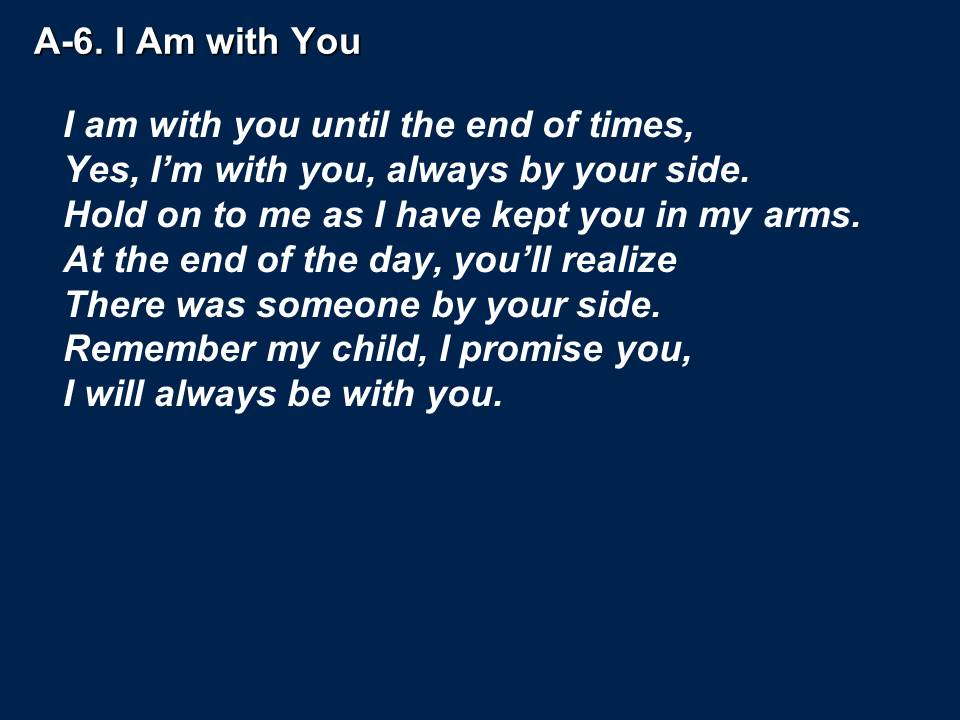 A-6. I Am with You
I am with you until the end of times,
Yes, I’m with you, always by your side.
Hold on to me as I have kept you in my arms.
At the end of the day, you’ll realize
There was someone by your side.
Remember my child, I promise you,
I will always be with you.